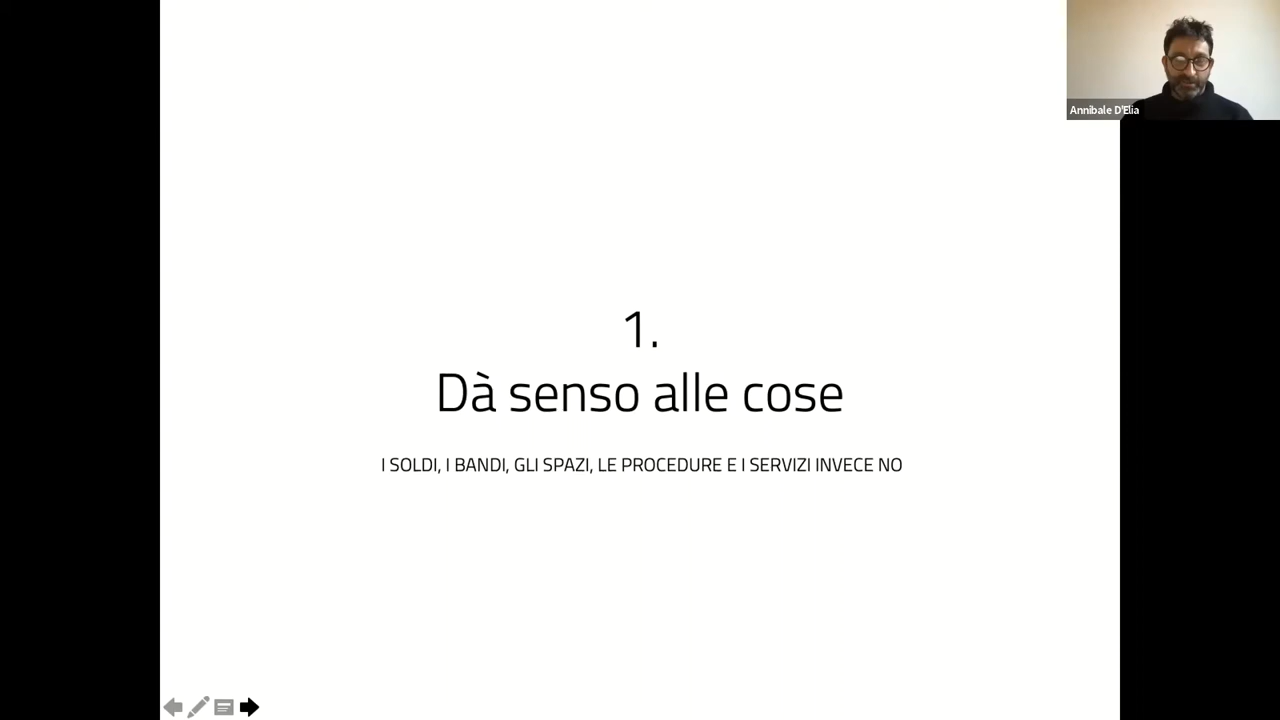 Annibale D'Elia
1.
Dà senso alle cose
I SOLDI, I BANDI, GLI SPAZI, LE PROCEDURE E I SERVIZI INVECE NO